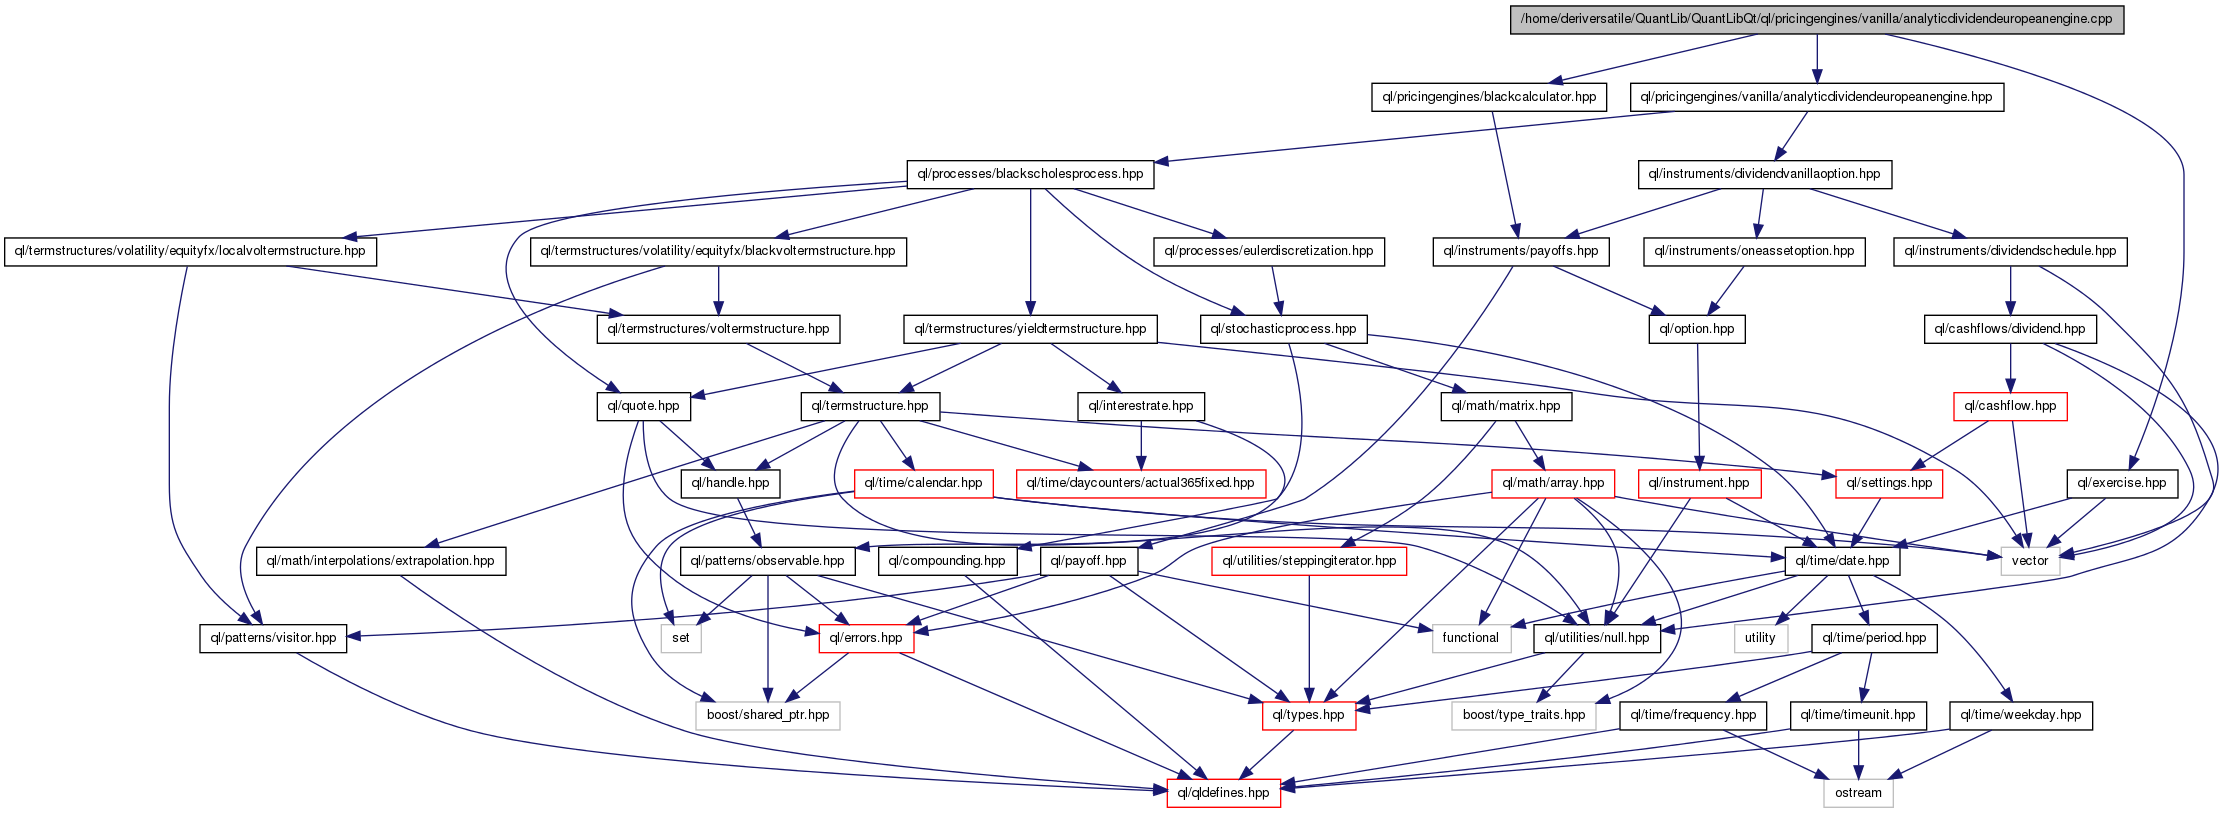 /home/deriversatile/QuantLib/QuantLibQt/ql/pricingengines/vanilla/analyticdividendeuropeanengine.cpp
ql/pricingengines/blackcalculator.hpp
ql/pricingengines/vanilla/analyticdividendeuropeanengine.hpp
ql/processes/blackscholesprocess.hpp
ql/instruments/dividendvanillaoption.hpp
ql/termstructures/volatility/equityfx/localvoltermstructure.hpp
ql/termstructures/volatility/equityfx/blackvoltermstructure.hpp
ql/processes/eulerdiscretization.hpp
ql/instruments/payoffs.hpp
ql/instruments/oneassetoption.hpp
ql/instruments/dividendschedule.hpp
ql/termstructures/voltermstructure.hpp
ql/termstructures/yieldtermstructure.hpp
ql/stochasticprocess.hpp
ql/option.hpp
ql/cashflows/dividend.hpp
ql/quote.hpp
ql/termstructure.hpp
ql/interestrate.hpp
ql/math/matrix.hpp
ql/cashflow.hpp
ql/handle.hpp
ql/time/calendar.hpp
ql/time/daycounters/actual365fixed.hpp
ql/math/array.hpp
ql/instrument.hpp
ql/settings.hpp
ql/exercise.hpp
ql/math/interpolations/extrapolation.hpp
ql/patterns/observable.hpp
ql/compounding.hpp
ql/payoff.hpp
ql/utilities/steppingiterator.hpp
ql/time/date.hpp
vector
ql/patterns/visitor.hpp
set
ql/errors.hpp
functional
ql/utilities/null.hpp
utility
ql/time/period.hpp
boost/shared_ptr.hpp
ql/types.hpp
boost/type_traits.hpp
ql/time/frequency.hpp
ql/time/timeunit.hpp
ql/time/weekday.hpp
ql/qldefines.hpp
ostream